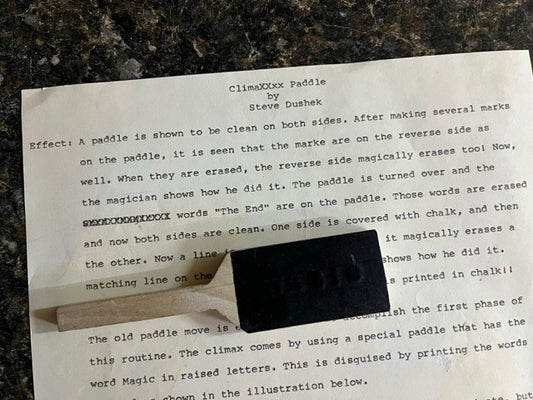 ClimaXXxx Paddle
by
Steve Dushek
Effect: A paddle is shown to be clean on both sides. After making several marks
on the paddle, it is seen that the marke are on the reverse side as
well. When they are erased, the reverse side magically erases too! Now,
the magician shows how he did it. The paddle is turned over and the
words "The End" are on the paddle. Those words are erased
and now both sides are clean. One side is covered with chalk, and then
the other. Now a line is it magically erases a
matching line on the shows how he did it.
is printed in chalk!!
accomplish the first phase of
The old paddle move is
this routine. The climax comes by using a special paddle that has the
word Magic in raised letters. This is disguised by printing the words
shown in the illustration below.
but